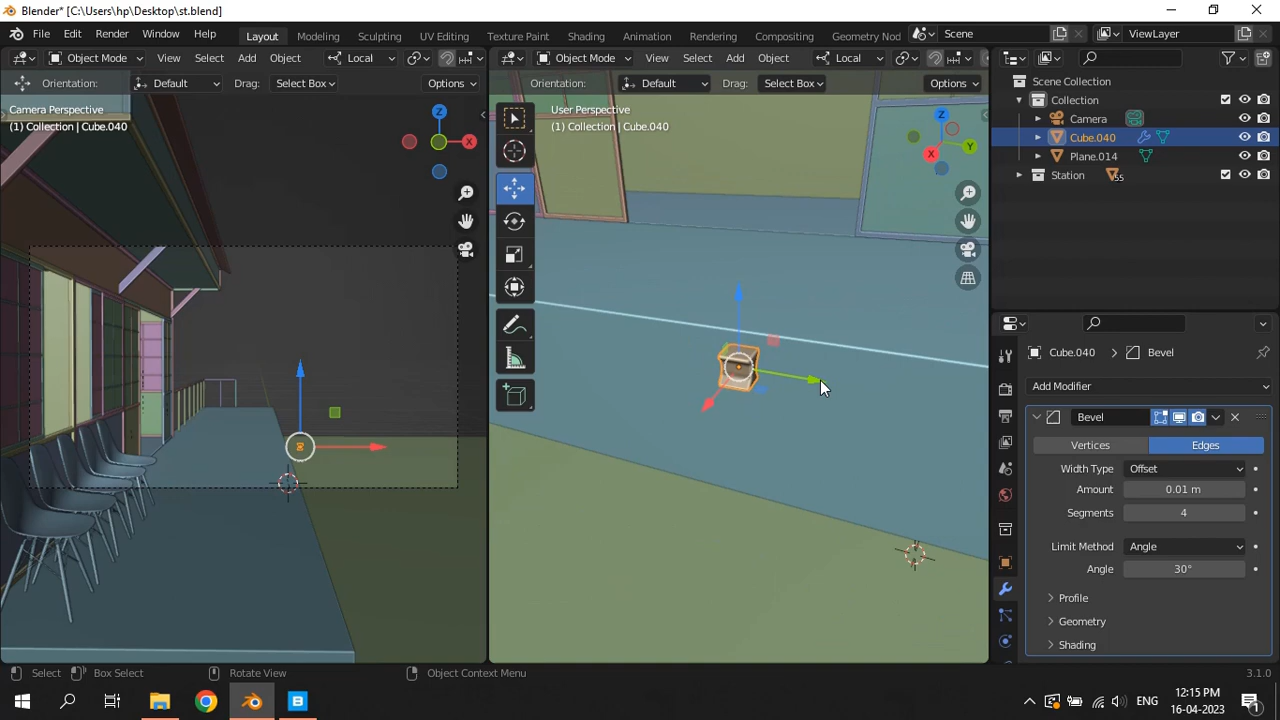 Blender* [C:\Users\hp\Desktop\st.blend]
File Edit Render Window Help Layout Modeling Sculpting UV Editing Texture Paint Shading Animation Rendering Compositing Geometry Nod Scene ViewLayer
Object Mode View Select Add Object Local
Orientation: Default Drag: Select Box Options
Camera Perspective
(1) Collection | Cube.040
Z
X
Object Mode View Select Add Object Local
Orientation: Default Drag: Select Box Options
User Perspective
(1) Collection | Cube.040
Z
Y
X
Scene Collection
Collection
Camera
Cube.040
Plane.014
Station 55
Cube.040 Bevel
Add Modifier
Bevel
Vertices Edges
Width Type Offset
Amount 0.01 m
Segments 4
Limit Method Angle
Angle 30°
Profile
Geometry
Shading
Select Box Select Rotate View Object Context Menu 3.1.0
B
ENG
12:15 PM
16-04-2023
1